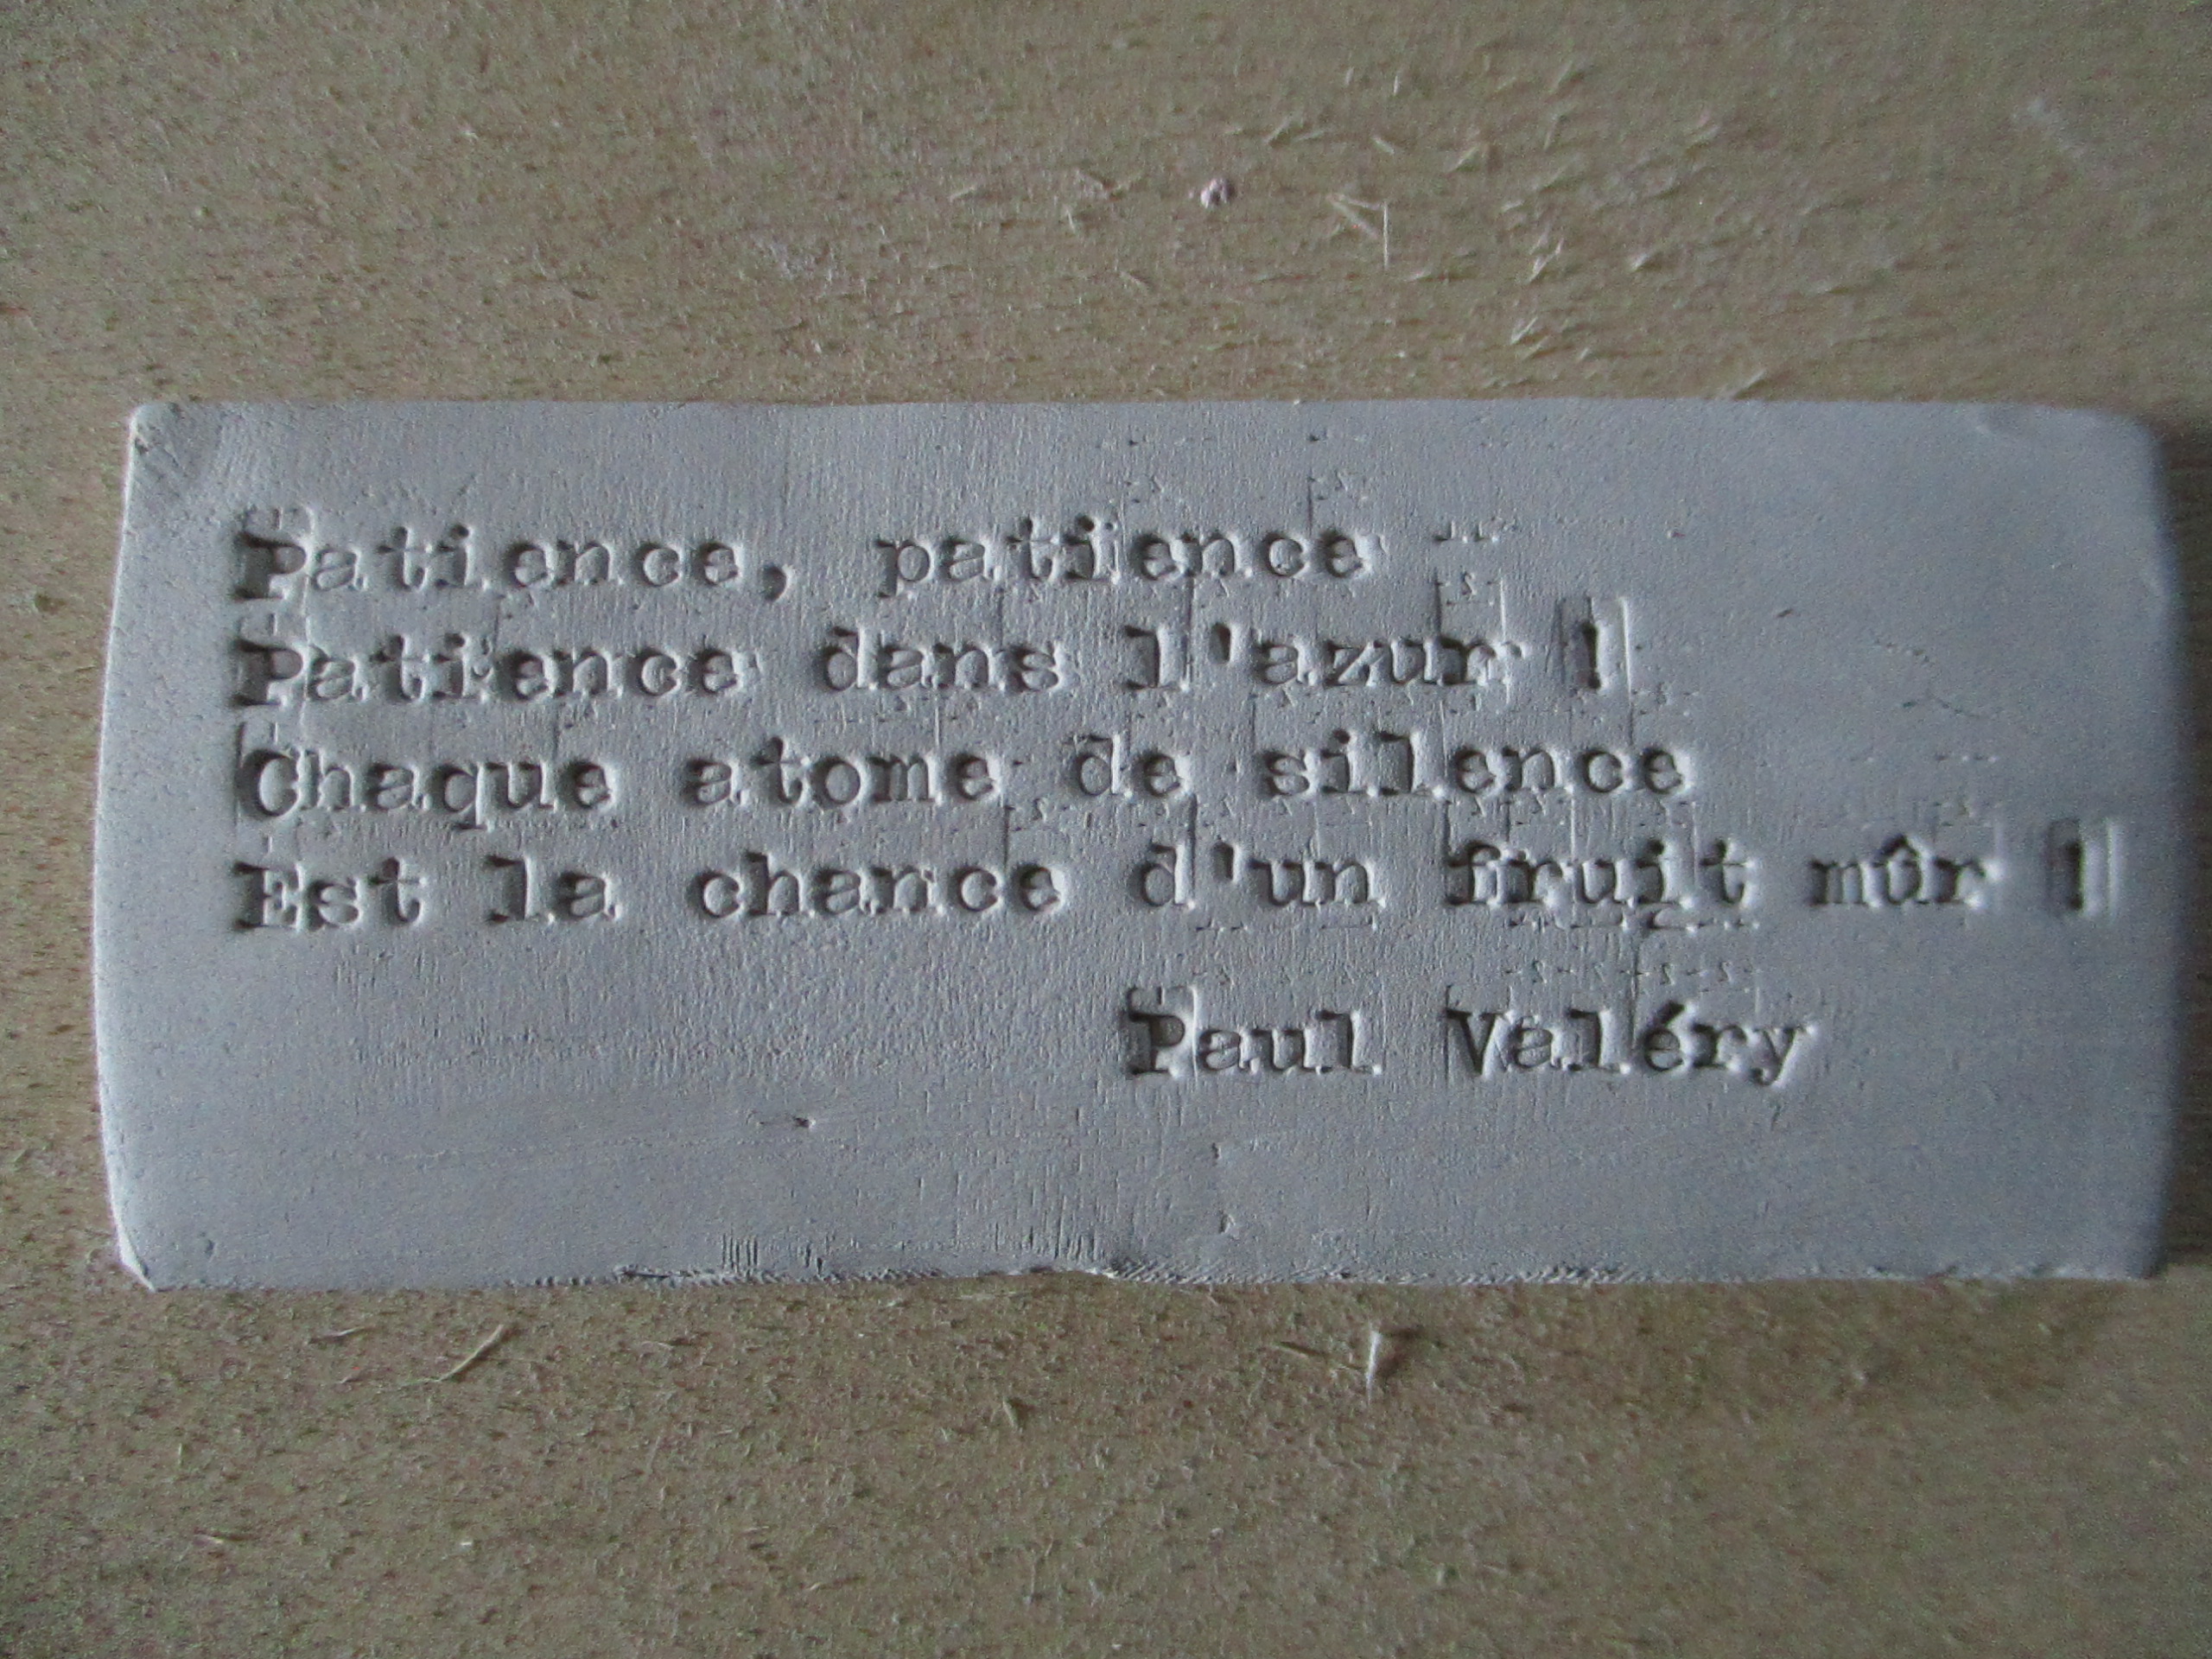 Patience, patience
Patience dans l'azur !
Chaque atome de silence
Est la chance d'un fruit mûr !
Paul Valéry